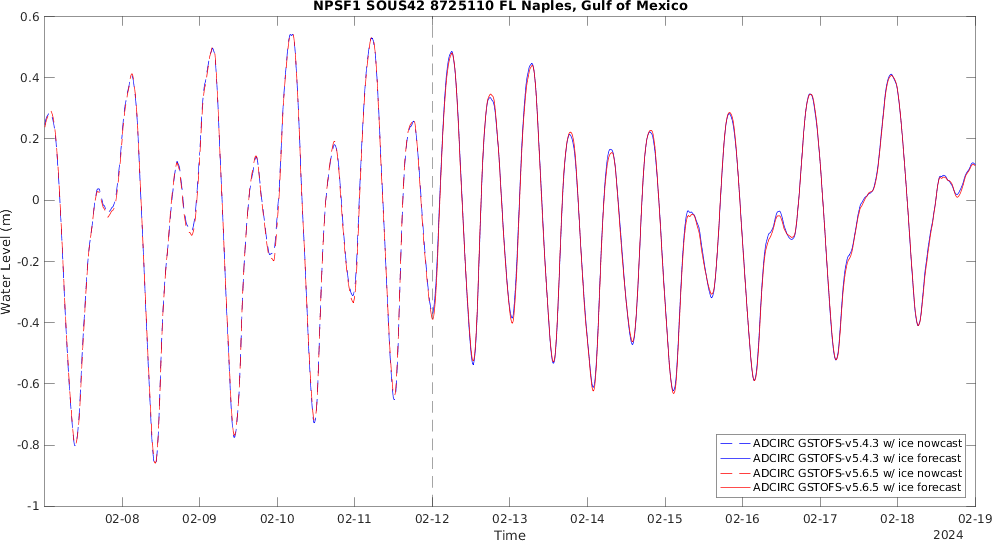 NPSF1 SOUS42 8725110 FL Naples, Gulf of Mexico
0.6
0.4
0.2
0
-0.2
-0.4
-0.6
-0.8
-1
Water Level (m)
02-08 02-09 02-10 02-11 02-12 02-13 02-14 02-15 02-16 02-17 02-18 02-19
Time
2024
ADCIRC GSTOFS-v5.4.3 w/ ice nowcast
ADCIRC GSTOFS-v5.4.3 w/ ice forecast
ADCIRC GSTOFS-v5.6.5 w/ ice nowcast
ADCIRC GSTOFS-v5.6.5 w/ ice forecast